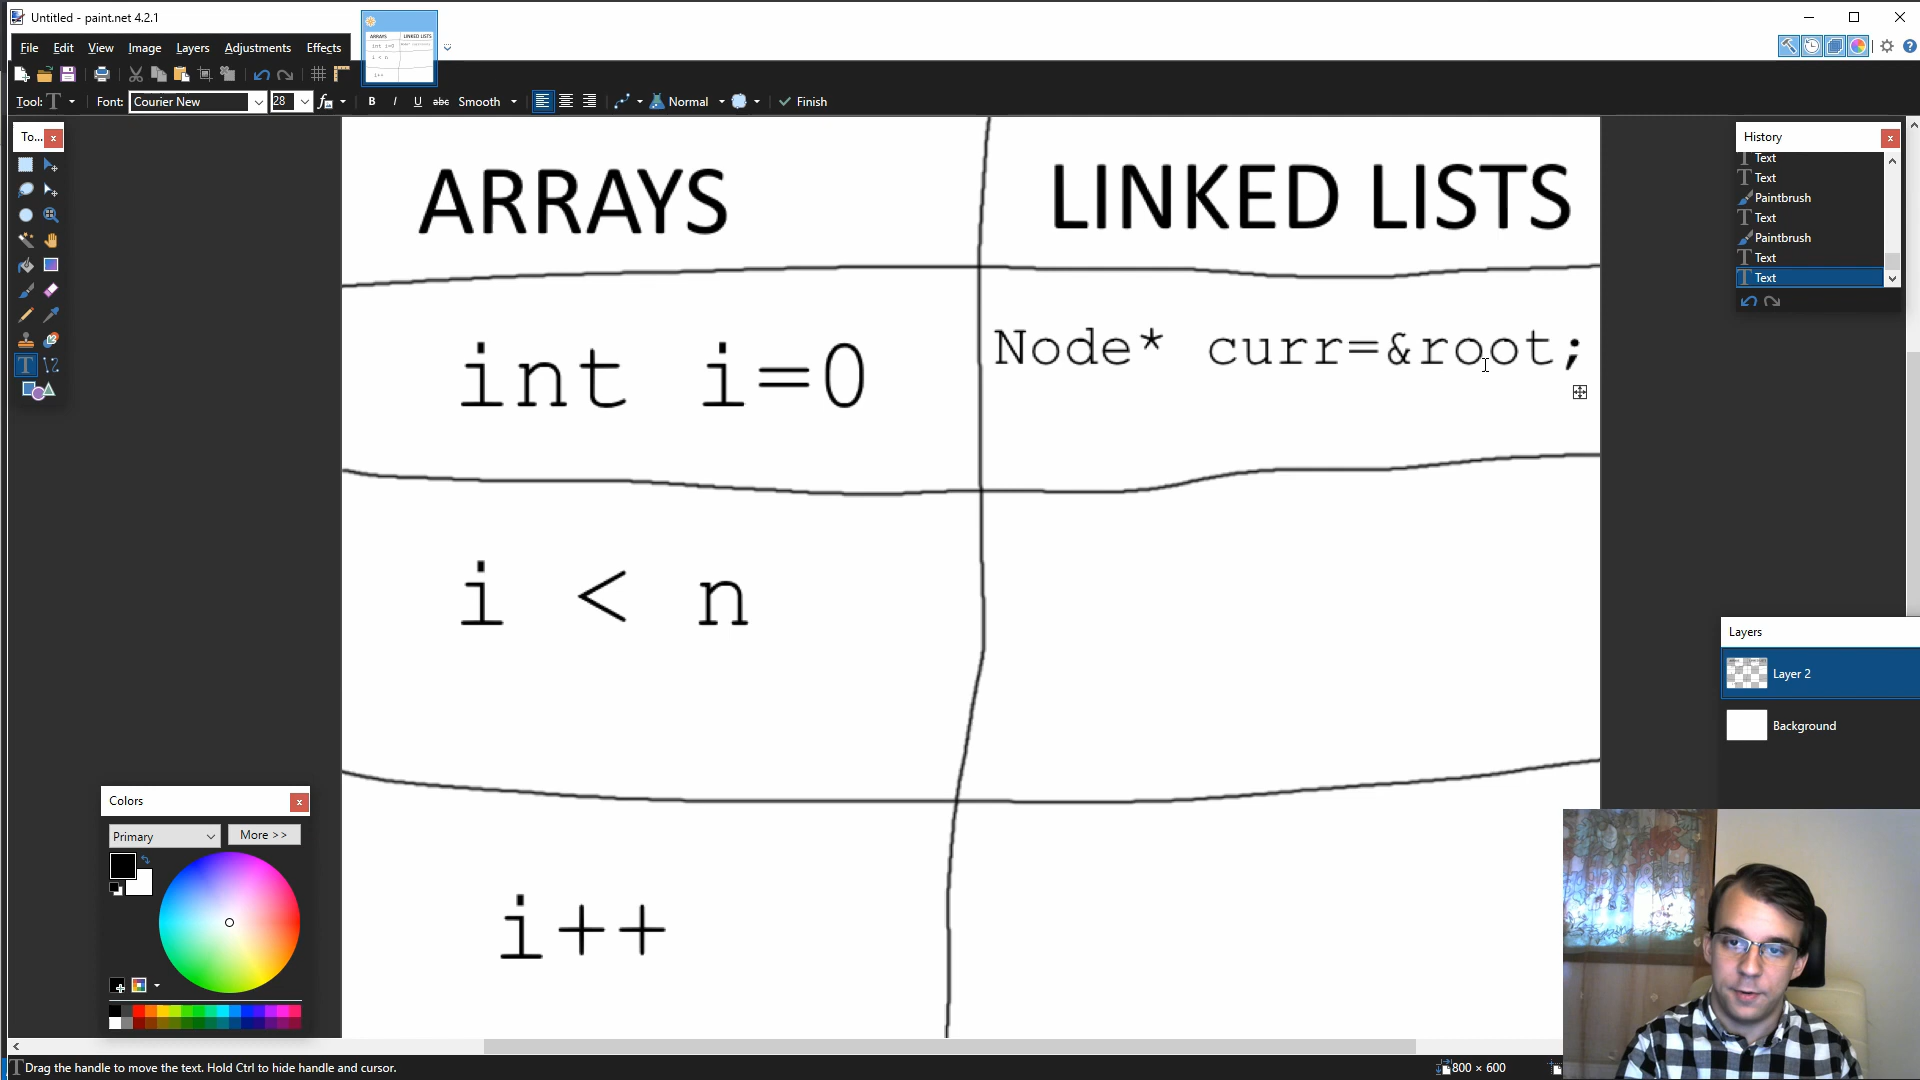 Untitled - paint.net 4.2.1
File Edit View Image Layers Adjustments Effects
Tool: Font: Courier New 28 B I U abc Smooth Normal Finish
To...
ARRAYS
LINKED LISTS
int i=0
Node* curr=&root;
i < n
i++
History
Text
Text
Paintbrush
Text
Paintbrush
Text
Text
Layers
Layer 2
Background
Colors
Primary
More >>
Drag the handle to move the text. Hold Ctrl to hide handle and cursor.
800 × 600